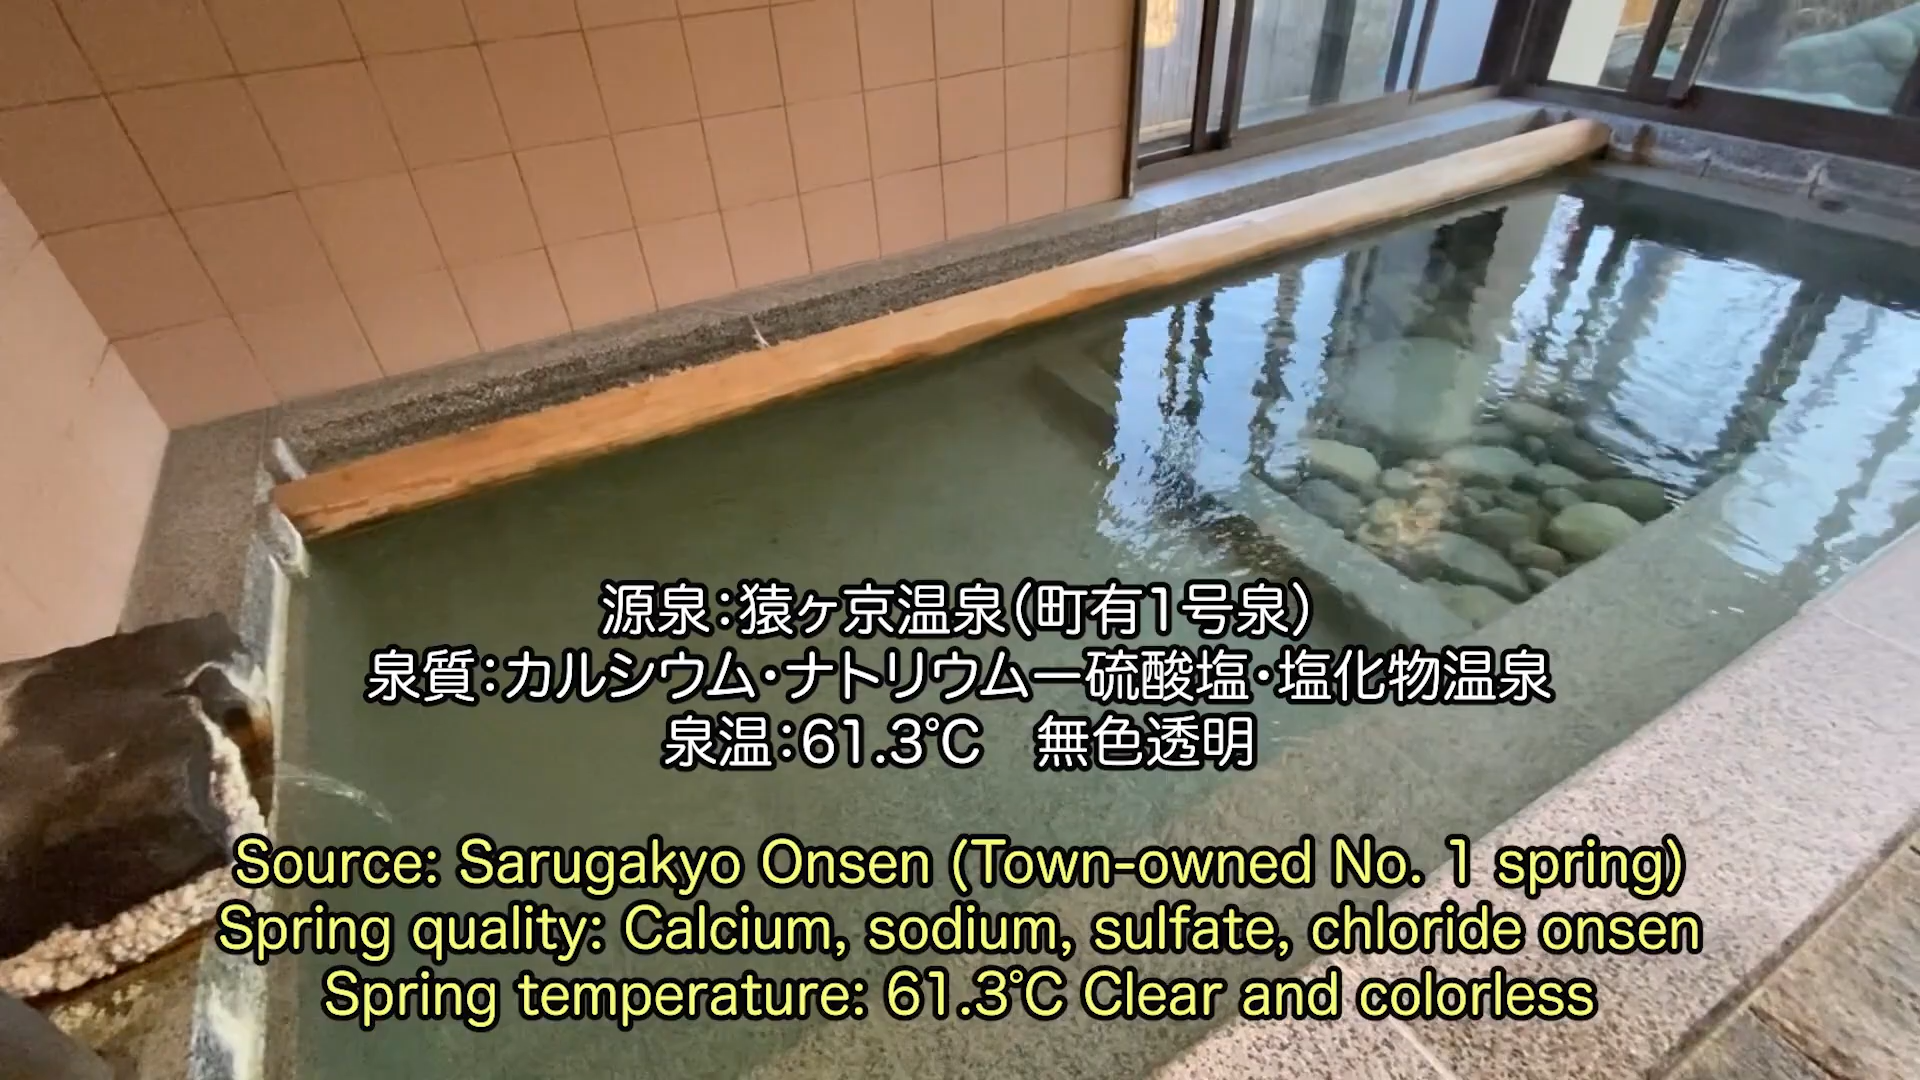 源泉：猿ヶ京温泉（町有1号泉）
泉質：カルシウム・ナトリウム－硫酸塩・塩化物温泉
泉温：61.3℃　無色透明
Source: Sarugakyo Onsen (Town-owned No. 1 spring)
Spring quality: Calcium, sodium, sulfate, chloride onsen
Spring temperature: 61.3℃ Clear and colorless